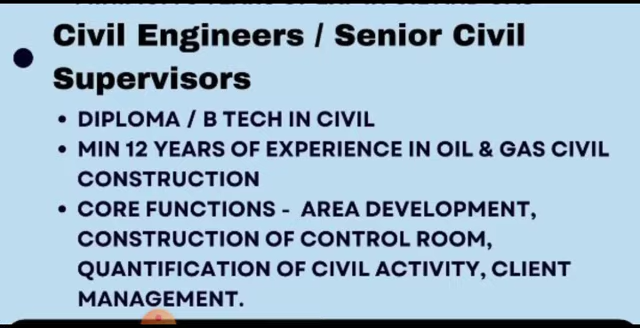 Civil Engineers / Senior Civil
Supervisors
DIPLOMA / B TECH IN CIVIL
MIN 12 YEARS OF EXPERIENCE IN OIL & GAS CIVIL
CONSTRUCTION
CORE FUNCTIONS - AREA DEVELOPMENT,
CONSTRUCTION OF CONTROL ROOM,
QUANTIFICATION OF CIVIL ACTIVITY, CLIENT
MANAGEMENT.